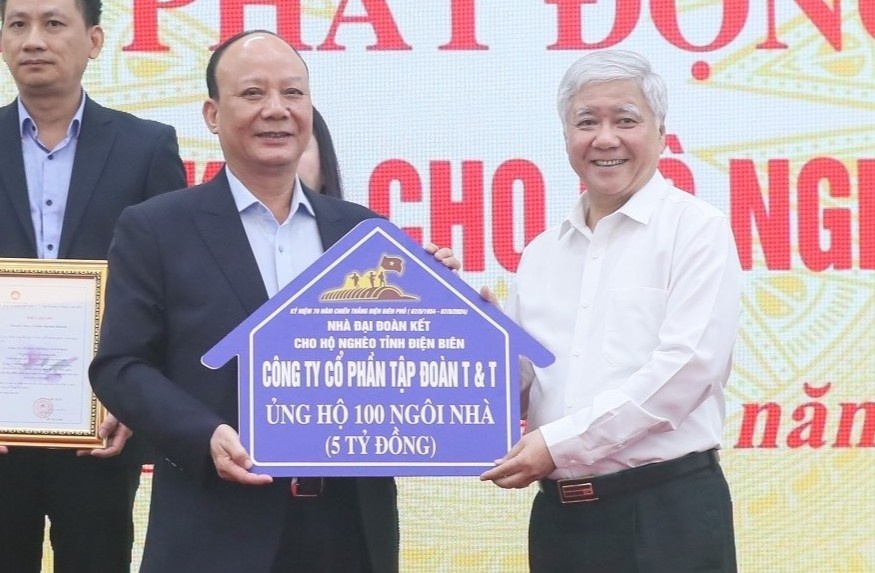 PHÁT ĐỘNG
CHO HỘ NGH
năm
KỶ NIỆM 70 NĂM CHIẾN THẮNG ĐIỆN BIÊN PHỦ ( 07/5/1954 - 07/5/2024)
NHÀ ĐẠI ĐOÀN KẾT
CHO HỘ NGHÈO TỈNH ĐIỆN BIÊN
CÔNG TY CỔ PHẦN TẬP ĐOÀN T & T
ỦNG HỘ 100 NGÔI NHÀ
(5 TỶ ĐỒNG)